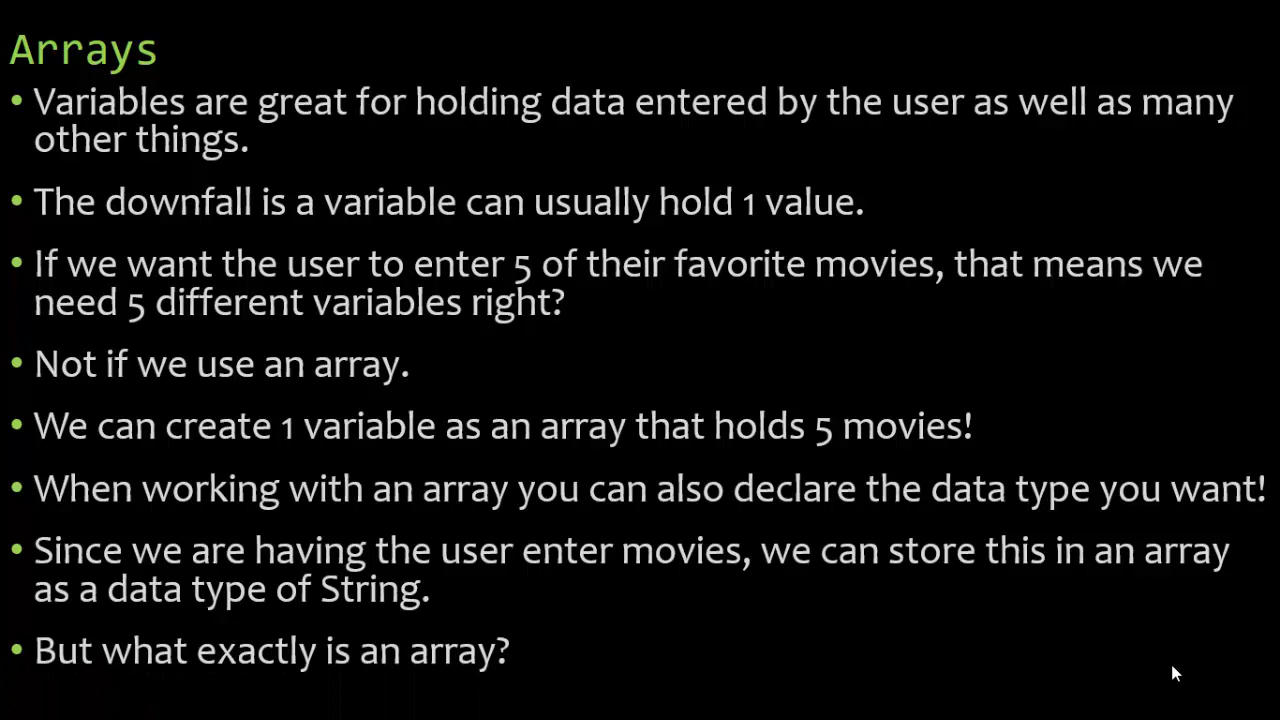 Arrays
• Variables are great for holding data entered by the user as well as many
other things.
• The downfall is a variable can usually hold 1 value.
• If we want the user to enter 5 of their favorite movies, that means we
need 5 different variables right?
• Not if we use an array.
• We can create 1 variable as an array that holds 5 movies!
• When working with an array you can also declare the data type you want!
• Since we are having the user enter movies, we can store this in an array
as a data type of String.
• But what exactly is an array?